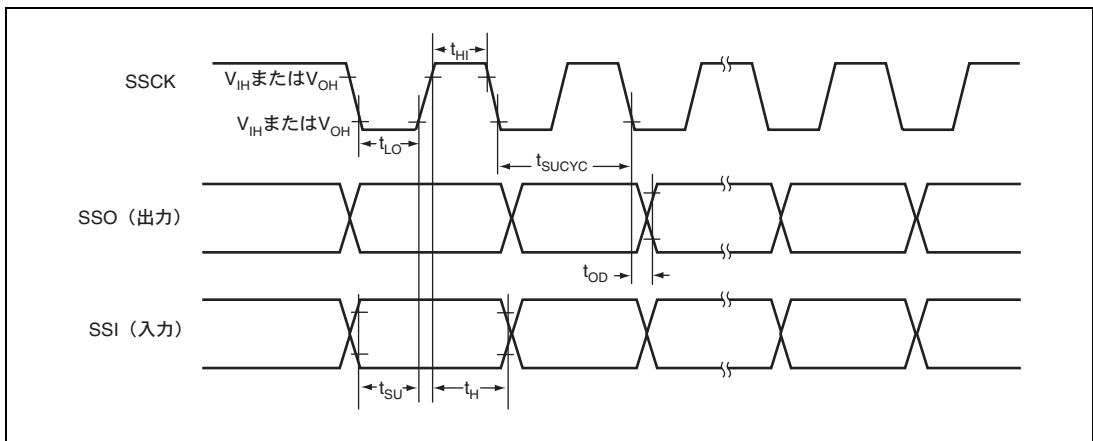 tHI
SSCK
VIHまたはVOH
VIHまたはVOH
tLO
tSUCYC
SSO（出力）
tOD
SSI（入力）
tSU
tH